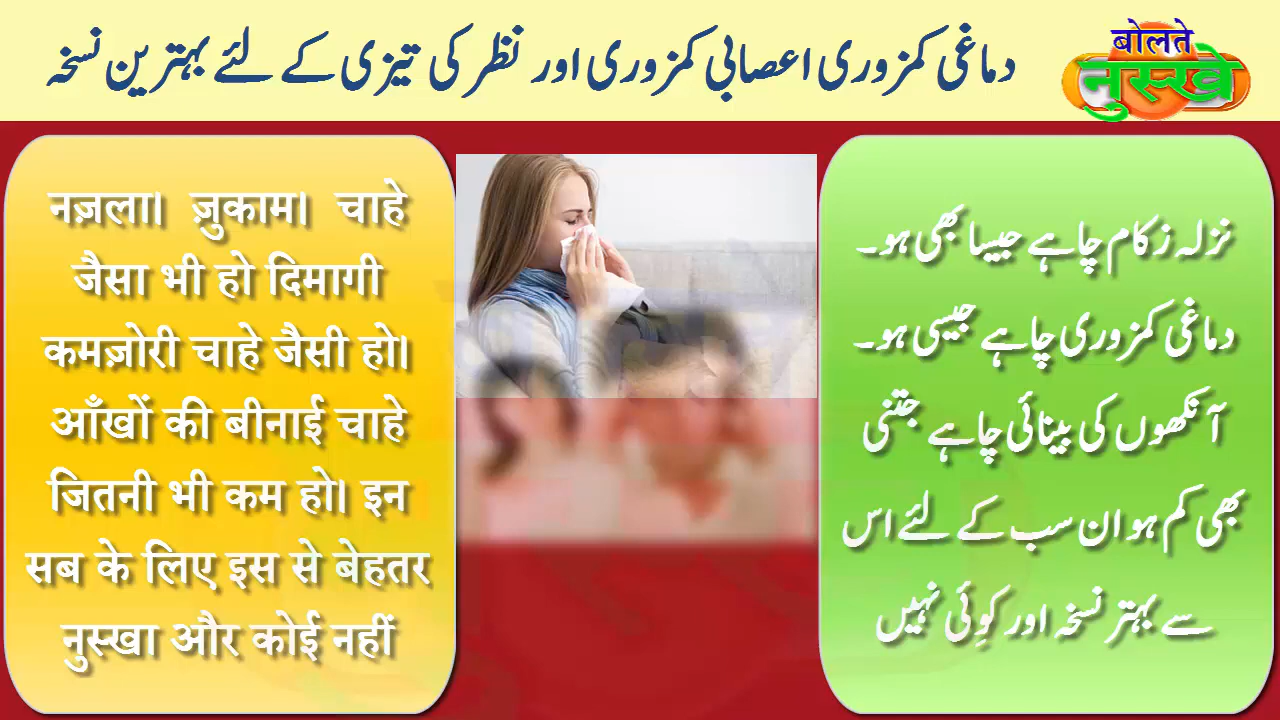 دماغی کمزوری اعصابی کمزوری اور نظر کی تیزی کے لئے بہترین نسخہ
बोलते
नुस्खे
नज़ला। ज़ुकाम। चाहे
जैसा भी हो दिमागी
कमज़ोरी चाहे जैसी हो।
आँखों की बीनाई चाहे
जितनी भी कम हो। इन
सब के लिए इस से बेहतर
नुस्खा और कोई नहीं
نزلہ زکام چاہے جیسا بھی ہو۔
دماغی کمزوری چاہے جیسی ہو۔
آنکھوں کی بینائی چاہے جتنی
بھی کم ہو ان سب کے لئے اس
سے بہتر نسخہ اور کوِئی نہیں